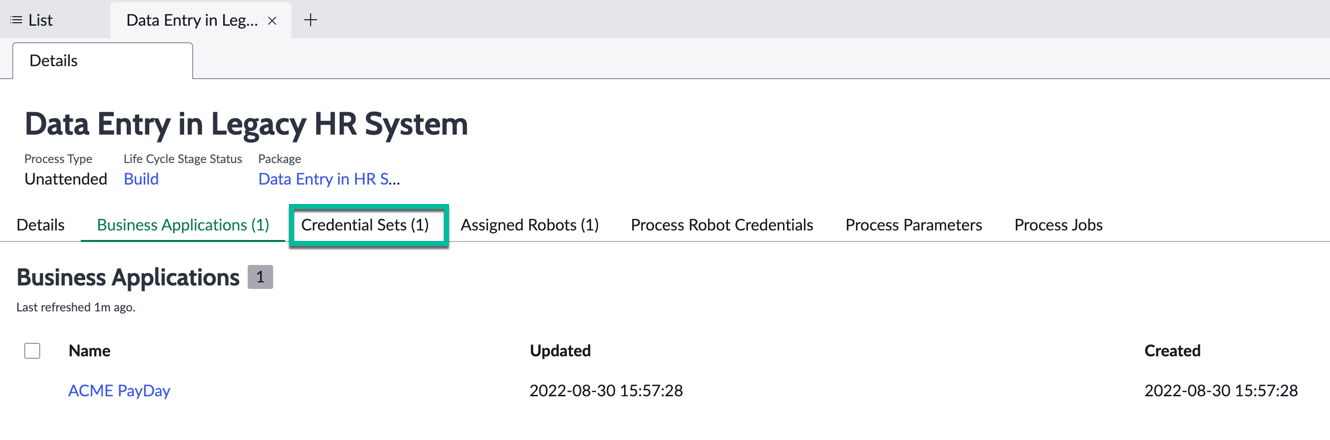 List Data Entry in Leg...
Details
Data Entry in Legacy HR System
Process Type Life Cycle Stage Status Package
Unattended Build Data Entry in HR S...
Details Business Applications (1) Credential Sets (1) Assigned Robots (1) Process Robot Credentials Process Parameters Process Jobs
Business Applications 1
Last refreshed 1m ago.
Name Updated Created
ACME PayDay 2022-08-30 15:57:28 2022-08-30 15:57:28